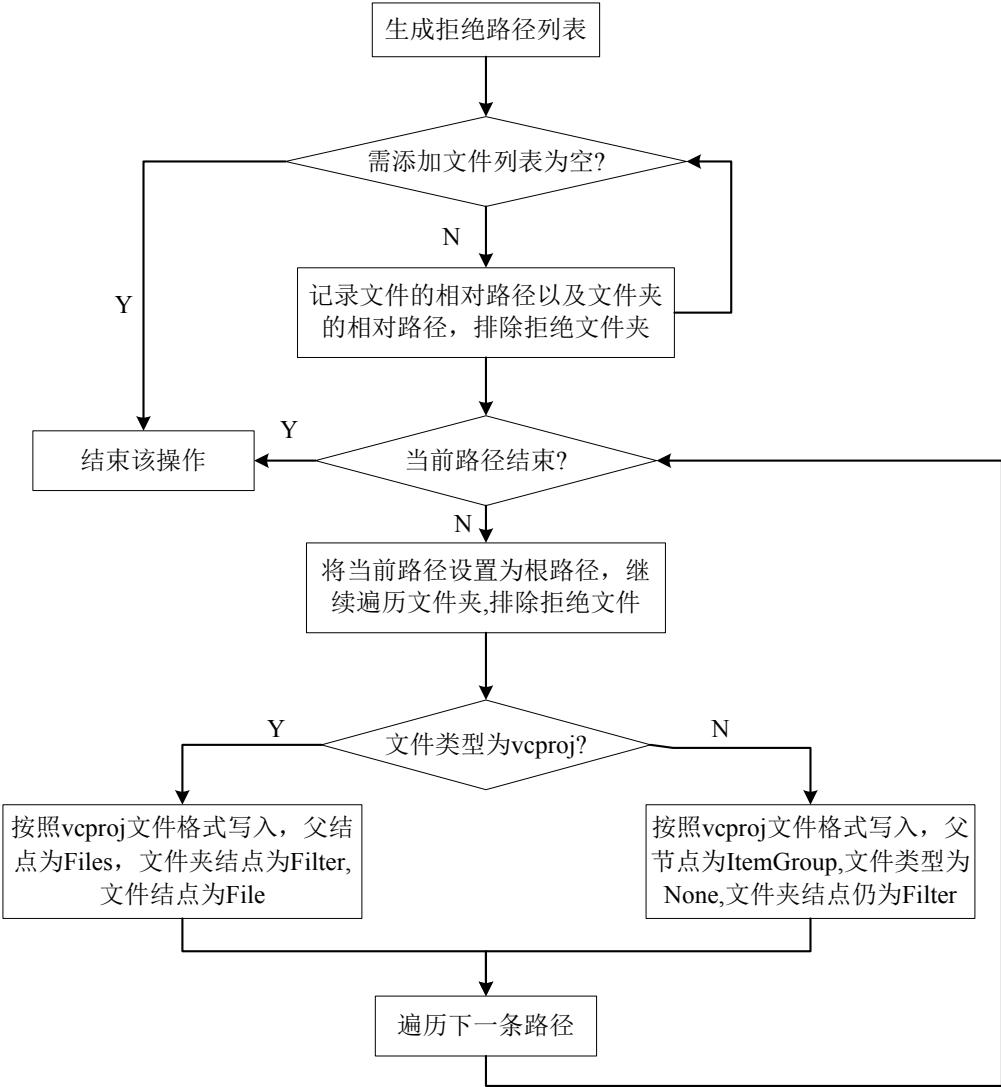 生成拒绝路径列表
需添加文件列表为空?
N
Y
记录文件的相对路径以及文件夹
的相对路径，排除拒绝文件夹
Y
结束该操作
当前路径结束?
N
将当前路径设置为根路径，继
续遍历文件夹,排除拒绝文件
Y
文件类型为vcproj?
N
按照vcproj文件格式写入，父结
点为Files，文件夹结点为Filter,
文件结点为File
按照vcproj文件格式写入，父
节点为ItemGroup,文件类型为
None,文件夹结点仍为Filter
遍历下一条路径